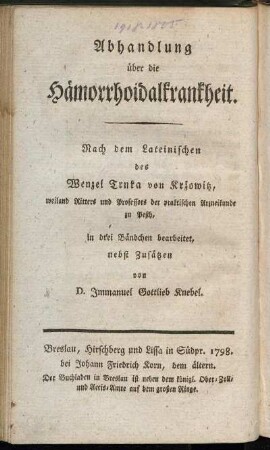 Abhandlung
über die
Hämorrhoidalkrankheit.
Nach dem Lateinischen
des
Wenzel Trnka von Kržowitz,
weiland Ritters und Professors der praktischen Arzneikunde
zu Pesth,
in drei Bändchen bearbeitet,
nebst Zusätzen
von
D. Immanuel Gottlieb Knebel.
Breslau, Hirschberg und Lissa in Südpr. 1798.
bei Johann Friedrich Korn, dem ältern.
Der Buchladen in Breslau ist neben dem königl. Ober-Zoll-
und Accis-Amte auf dem großen Ringe.